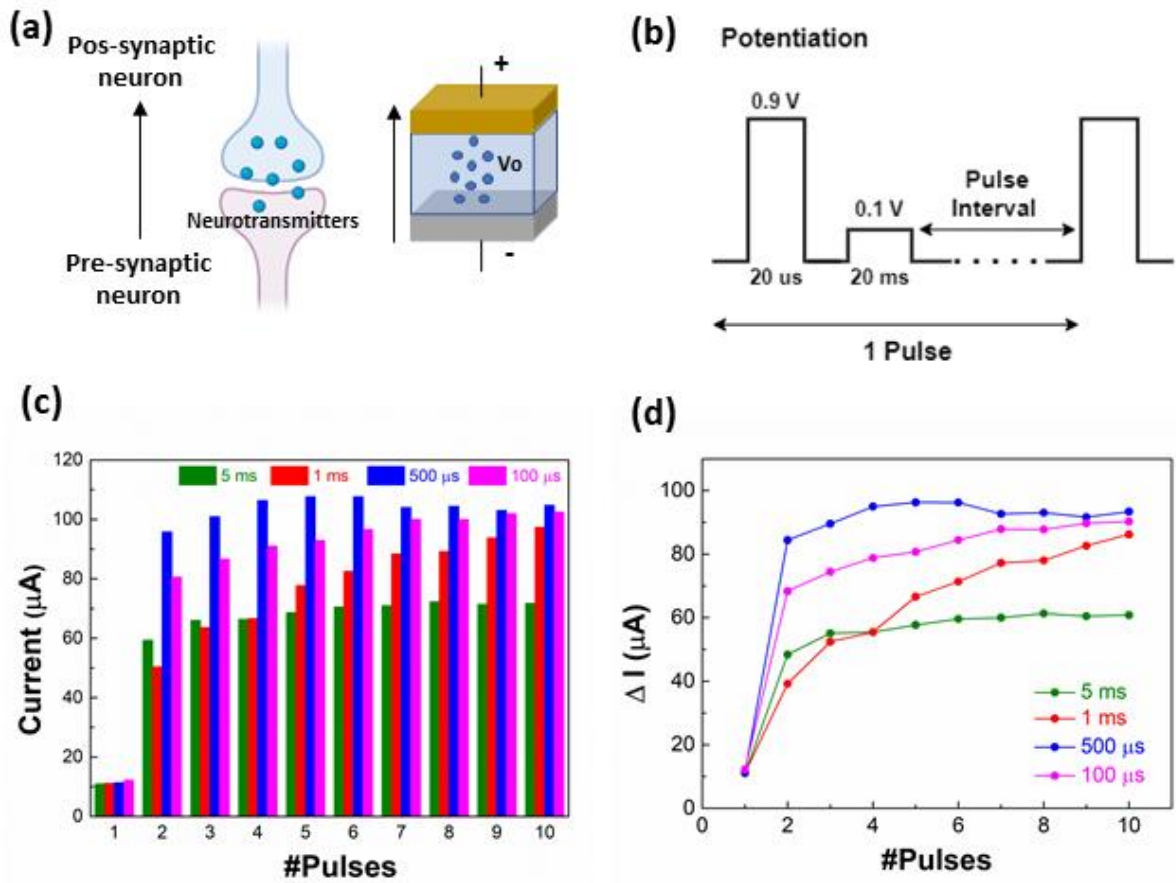 (a)
Pos-synaptic
neuron
Neurotransmitters
Pre-synaptic
neuron
+
Vo
-
(b)
Potentiation
0.9 V
0.1 V
Pulse
Interval
20 us
20 ms
1 Pulse
(c)
120
100
80
60
40
20
0
Current (μA)
5 ms
1 ms
500 μs
100 μs
1 2 3 4 5 6 7 8 9 10
#Pulses
(d)
100
80
60
40
20
0
Δ I (μA)
5 ms
1 ms
500 μs
100 μs
0 2 4 6 8 10
#Pulses